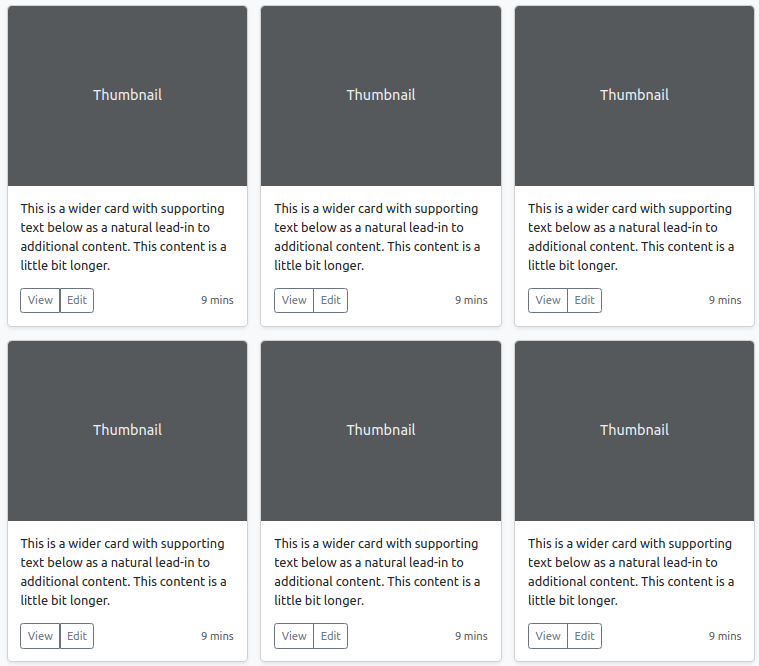 Thumbnail
This is a wider card with supporting
text below as a natural lead-in to
additional content. This content is a
little bit longer.
View Edit 9 mins
Thumbnail
This is a wider card with supporting
text below as a natural lead-in to
additional content. This content is a
little bit longer.
View Edit 9 mins
Thumbnail
This is a wider card with supporting
text below as a natural lead-in to
additional content. This content is a
little bit longer.
View Edit 9 mins
Thumbnail
This is a wider card with supporting
text below as a natural lead-in to
additional content. This content is a
little bit longer.
View Edit 9 mins
Thumbnail
This is a wider card with supporting
text below as a natural lead-in to
additional content. This content is a
little bit longer.
View Edit 9 mins
Thumbnail
This is a wider card with supporting
text below as a natural lead-in to
additional content. This content is a
little bit longer.
View Edit 9 mins